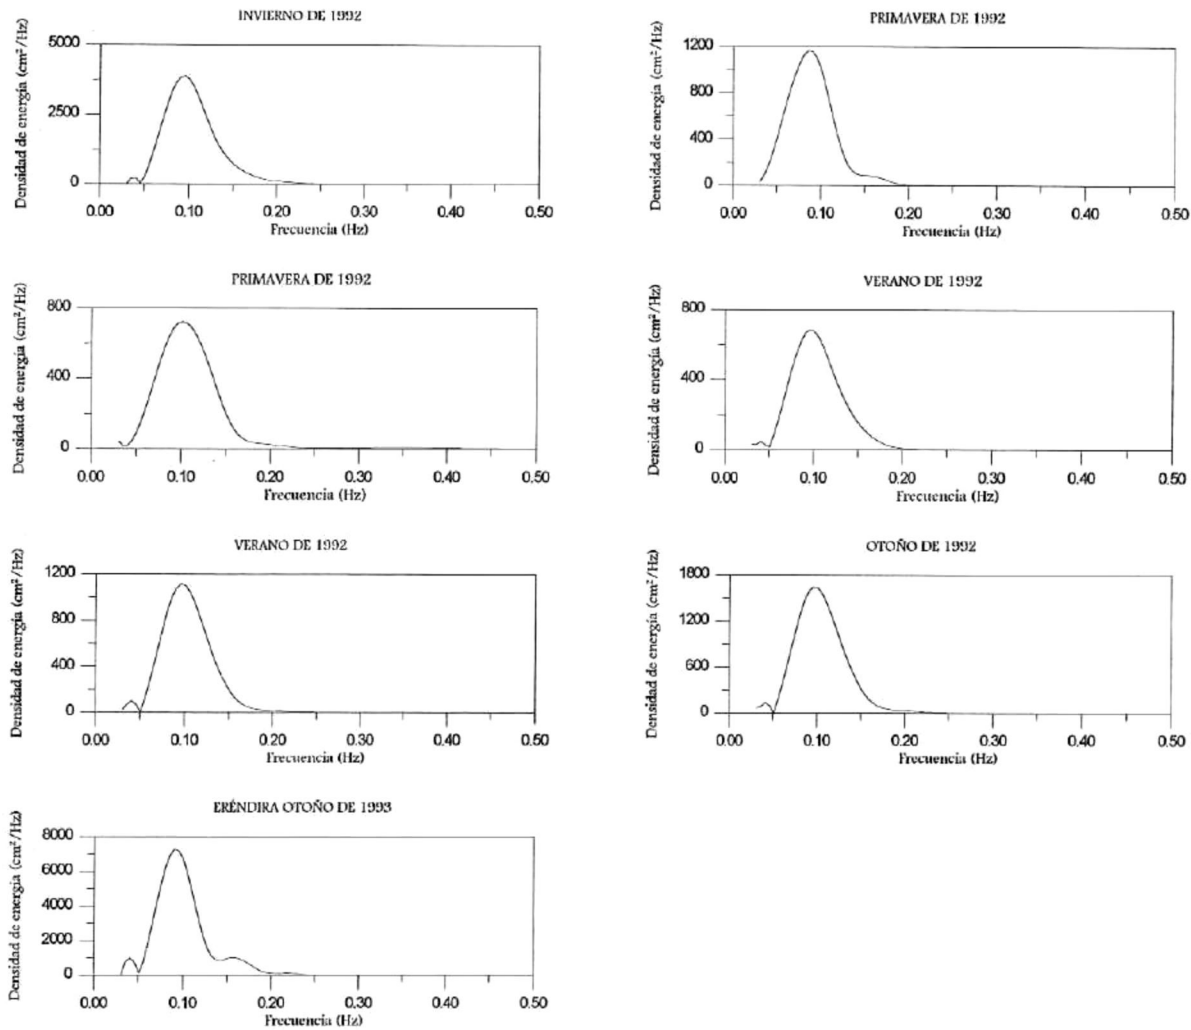 INVIERNO DE 1992
Densidad de energía (cm²/Hz)
5000
2500
0
0.00 0.10 0.20 0.30 0.40 0.50
Frecuencia (Hz)
PRIMAVERA DE 1992
Densidad de energía (cm²/Hz)
1200
800
400
0
0.00 0.10 0.20 0.30 0.40 0.50
Frecuencia (Hz)
PRIMAVERA DE 1992
Densidad de energía (cm²/Hz)
800
400
0
0.00 0.10 0.20 0.30 0.40 0.50
Frecuencia (Hz)
VERANO DE 1992
Densidad de energía (cm²/Hz)
800
400
0
0.00 0.10 0.20 0.30 0.40 0.50
Frecuencia (Hz)
VERANO DE 1992
Densidad de energía (cm²/Hz)
1200
800
400
0
0.00 0.10 0.20 0.30 0.40 0.50
Frecuencia (Hz)
OTOÑO DE 1992
Densidad de energía (cm²/Hz)
1800
1200
600
0
0.00 0.10 0.20 0.30 0.40 0.50
Frecuencia (Hz)
ERÉNDIRA OTOÑO DE 1993
Densidad de energía (cm²/Hz)
8000
6000
4000
2000
0
0.00 0.10 0.20 0.30 0.40 0.50
Frecuencia (Hz)